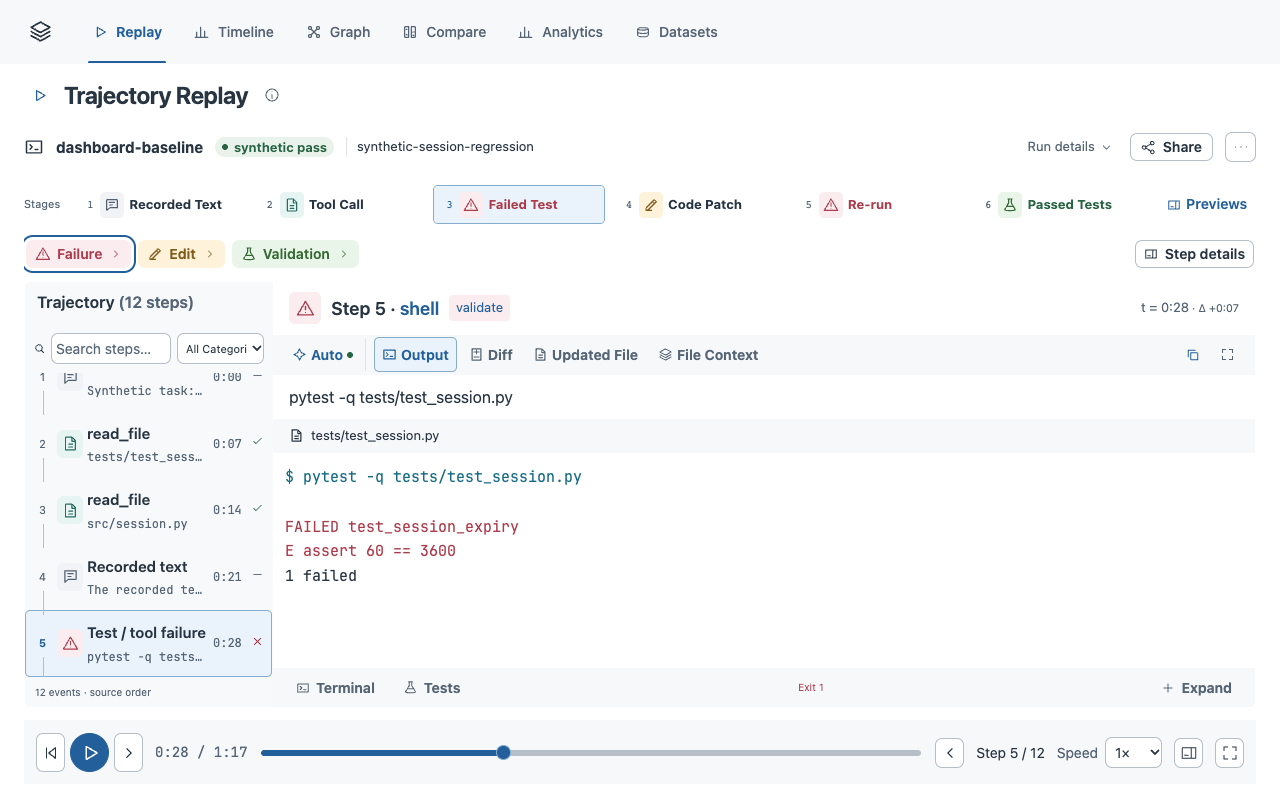 Replay Timeline Graph Compare Analytics Datasets
Trajectory Replay
dashboard-baseline synthetic pass synthetic-session-regression Run details Share ...
Stages 1 Recorded Text 2 Tool Call 3 Failed Test 4 Code Patch 5 Re-run 6 Passed Tests Previews
Failure Edit Validation Step details
Trajectory (12 steps)
Search steps... All Categori
1 0:00 —
Synthetic task:…
2 read_file 0:07
tests/test_sess…
3 read_file 0:14
src/session.py
4 Recorded text 0:21 —
The recorded te…
5 Test / tool failure 0:28
pytest -q tests…
12 events · source order
Step 5 · shell validate t = 0:28 · Δ +0:07
Auto Output Diff Updated File File Context
pytest -q tests/test_session.py
tests/test_session.py
$ pytest -q tests/test_session.py
FAILED test_session_expiry
E assert 60 == 3600
1 failed
Terminal Tests Exit 1 + Expand
0:28 / 1:17 Step 5 / 12 Speed 1×